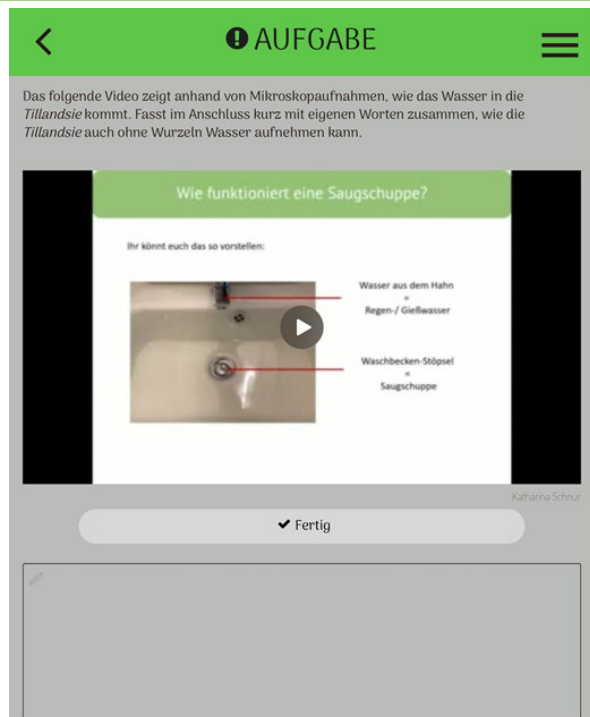 AUFGABE
Das folgende Video zeigt anhand von Mikroskopaufnahmen, wie das Wasser in die
Tillandsie kommt. Fasst im Anschluss kurz mit eigenen Worten zusammen, wie die
Tillandsie auch ohne Wurzeln Wasser aufnehmen kann.
Wie funktioniert eine Saugschuppe?
Ihr könnt euch das so vorstellen:
Wasser aus dem Hahn
=
Regen-/ Gießwasser
Waschbecken-Stöpsel
=
Saugschuppe
Katharina Schnur
Fertig